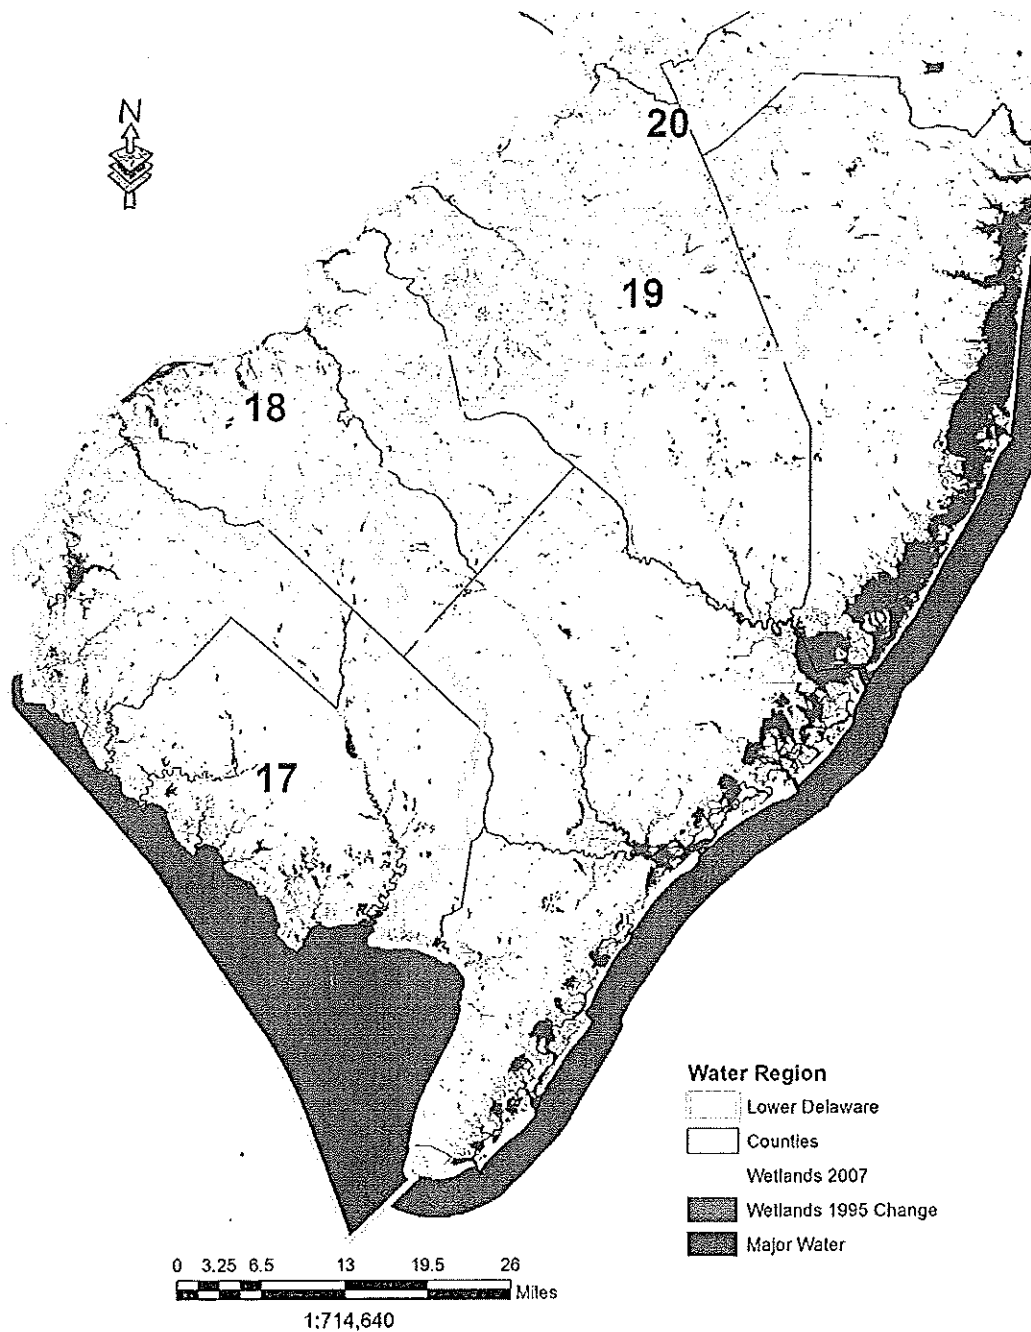 N
20
19
18
17
Water Region
Lower Delaware
Counties
Wetlands 2007
Wetlands 1995 Change
Major Water
0 3.25 6.5 13 19.5 26
Miles
1:714,640